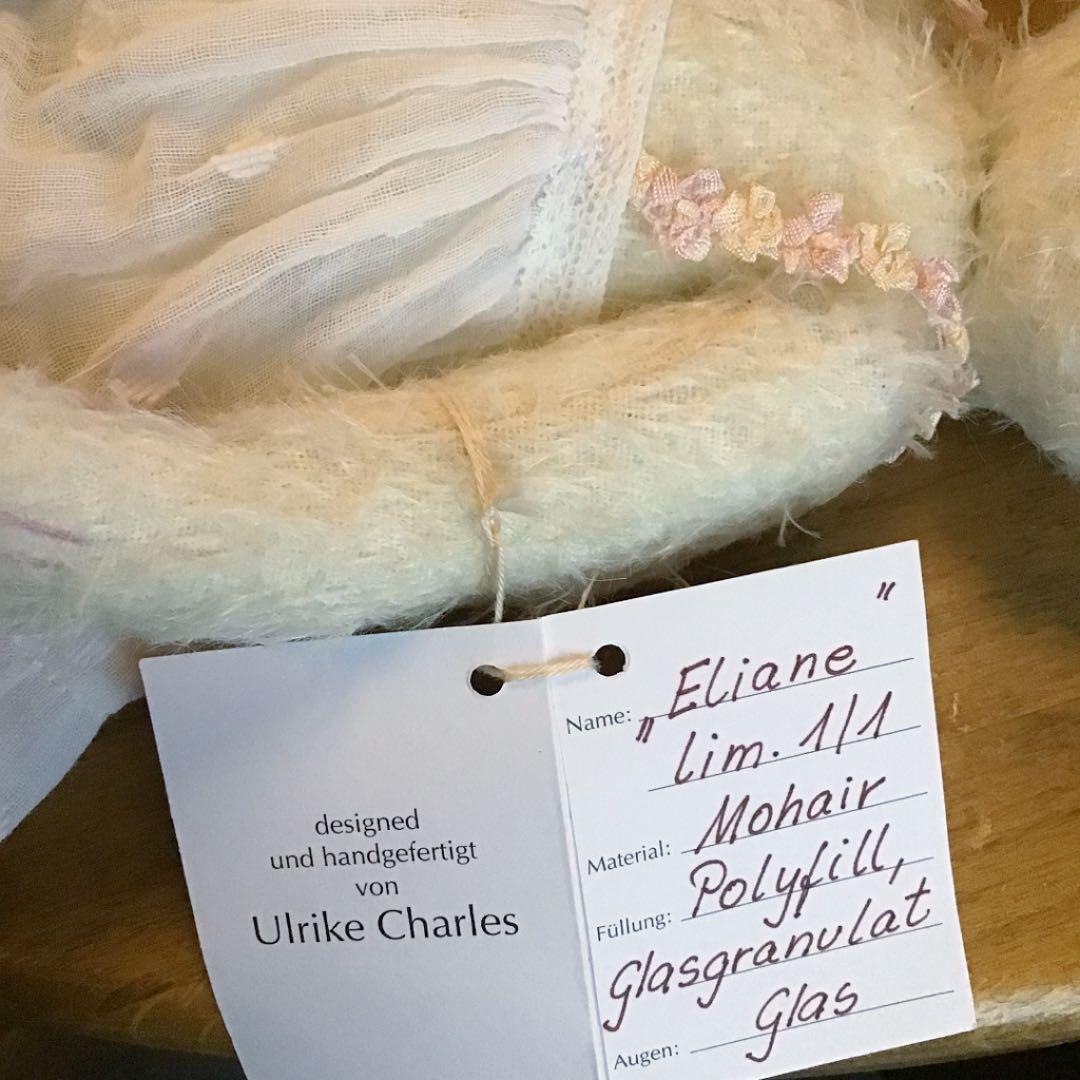 designed
und handgefertigt
von
Ulrike Charles
Name: „Eliane"
lim. 1/1
Material: Mohair
Füllung: Polyfill,
Glasgranulat
Augen: Glas